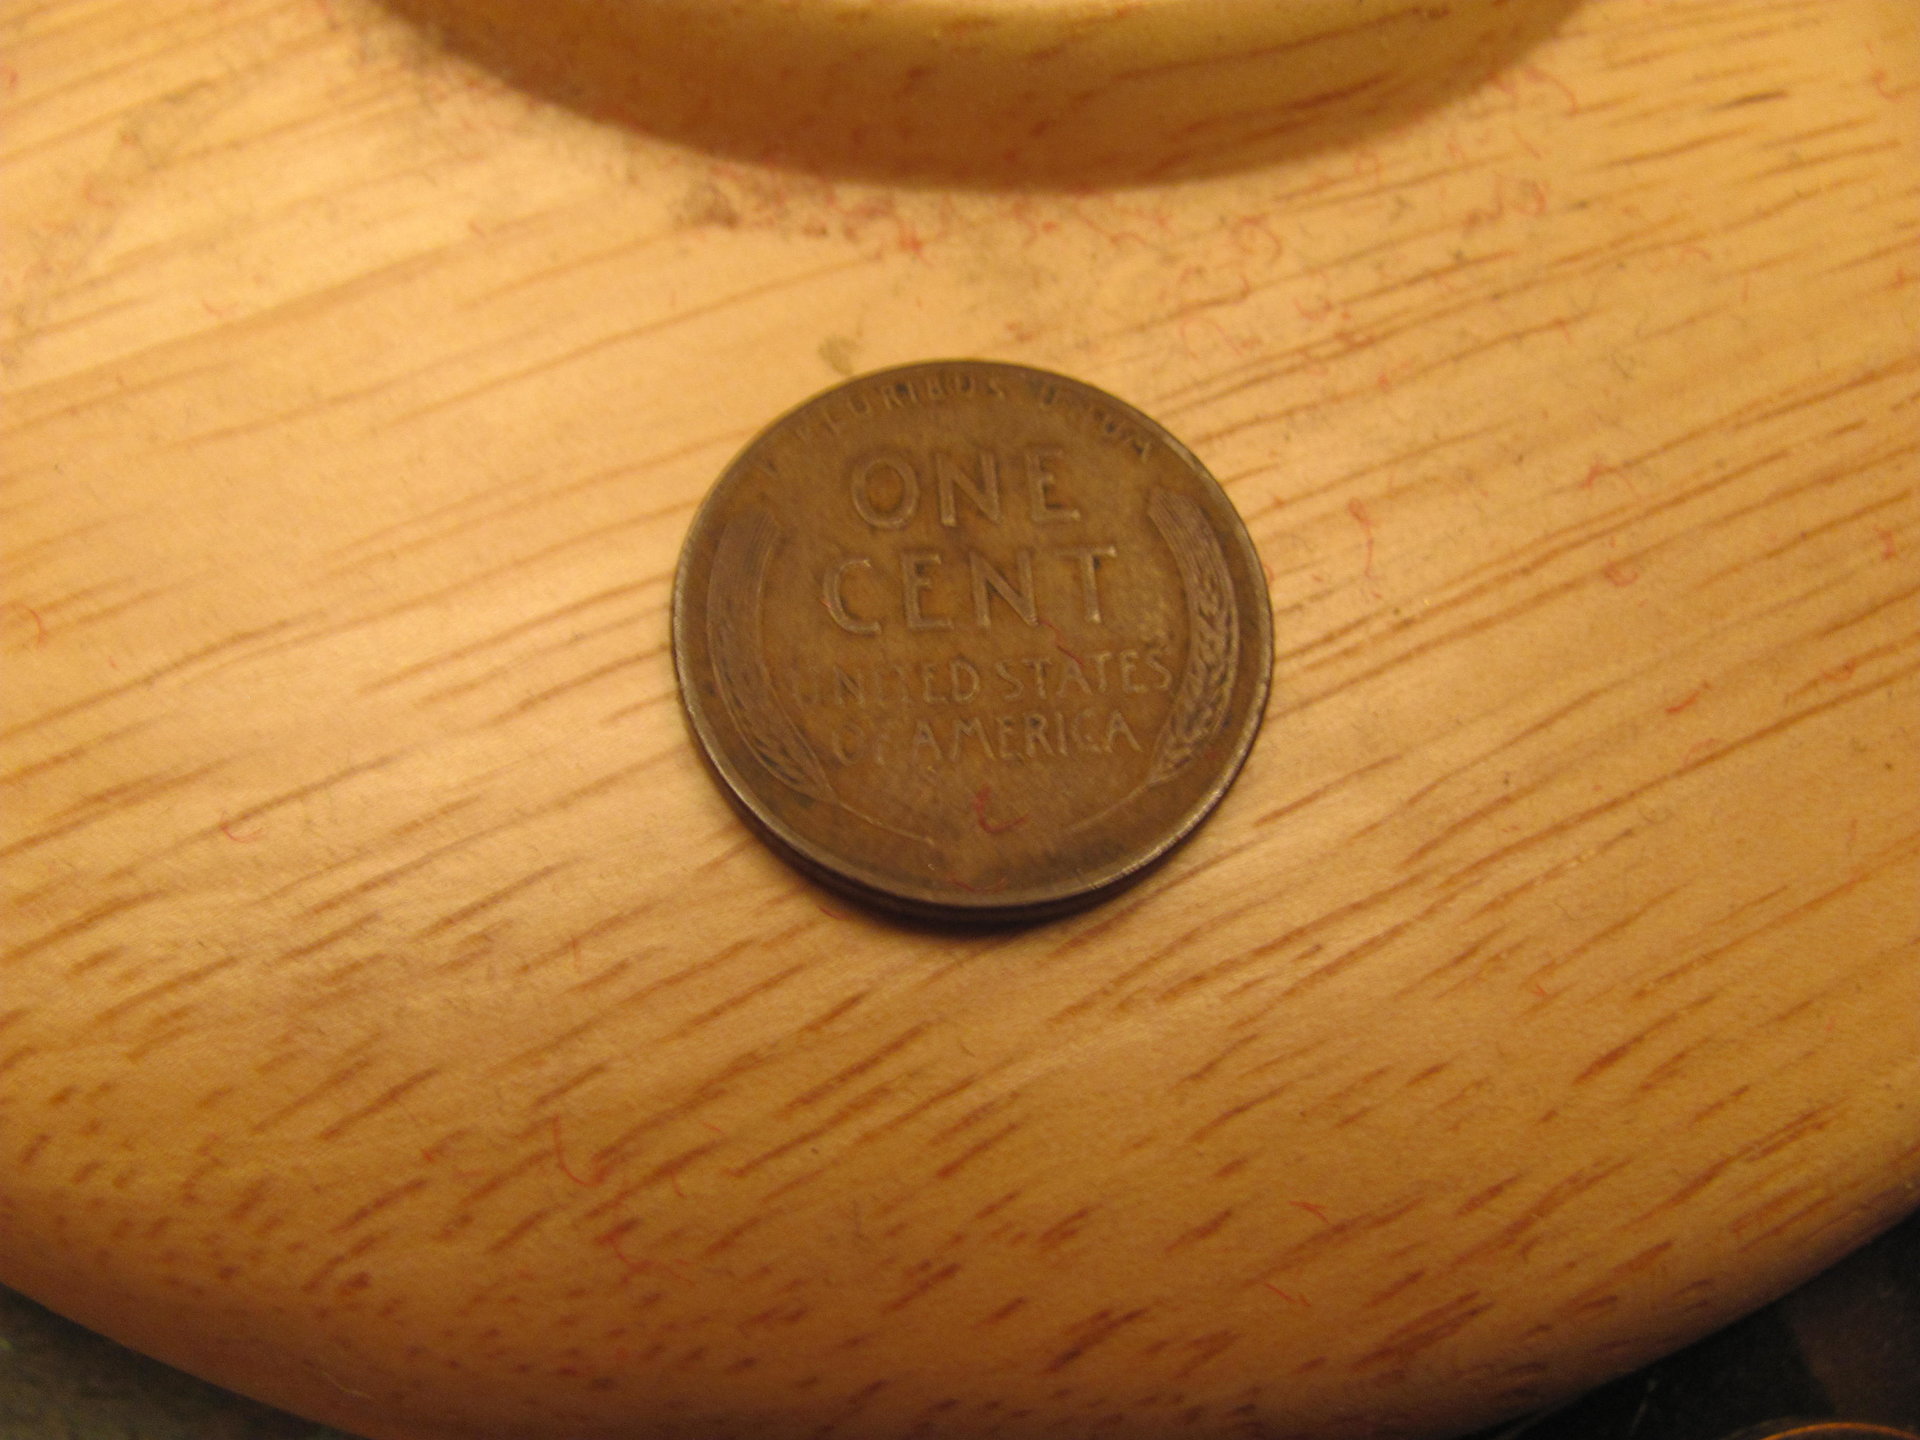 E PLURIBUS UNUM
ONE
CENT
UNITED STATES
OF AMERICA